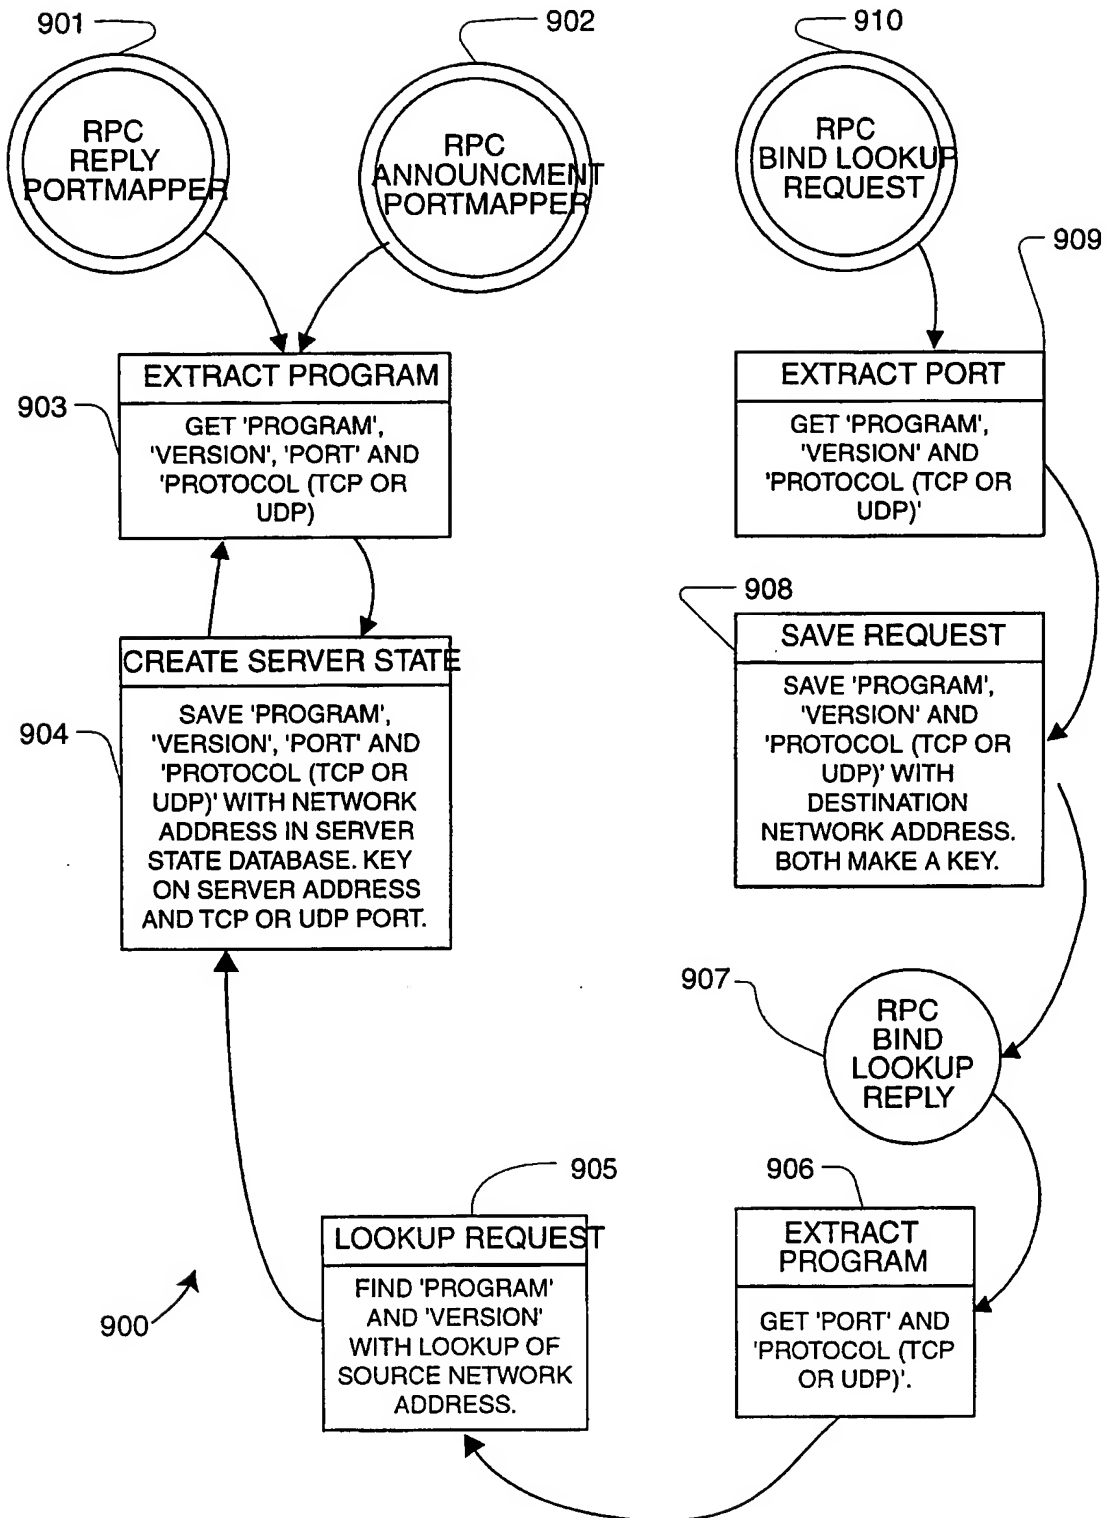 901
902
910
RPC
REPLY
PORTMAPPER
RPC
ANNOUNCMENT
PORTMAPPER
RPC
BIND LOOKUP
REQUEST
909
EXTRACT PROGRAM
903
GET 'PROGRAM',
'VERSION', 'PORT' AND
'PROTOCOL (TCP OR
UDP)
EXTRACT PORT
GET 'PROGRAM',
'VERSION' AND
'PROTOCOL (TCP OR
UDP)'
908
CREATE SERVER STATE
904
SAVE 'PROGRAM',
'VERSION', 'PORT' AND
'PROTOCOL (TCP OR
UDP)' WITH NETWORK
ADDRESS IN SERVER
STATE DATABASE. KEY
ON SERVER ADDRESS
AND TCP OR UDP PORT.
SAVE REQUEST
SAVE 'PROGRAM',
'VERSION' AND
'PROTOCOL (TCP OR
UDP)' WITH
DESTINATION
NETWORK ADDRESS.
BOTH MAKE A KEY.
907
RPC
BIND
LOOKUP
REPLY
905
906
LOOKUP REQUEST
FIND 'PROGRAM'
AND 'VERSION'
WITH LOOKUP OF
SOURCE NETWORK
ADDRESS.
EXTRACT
PROGRAM
GET 'PORT' AND
'PROTOCOL (TCP
OR UDP)'.
900